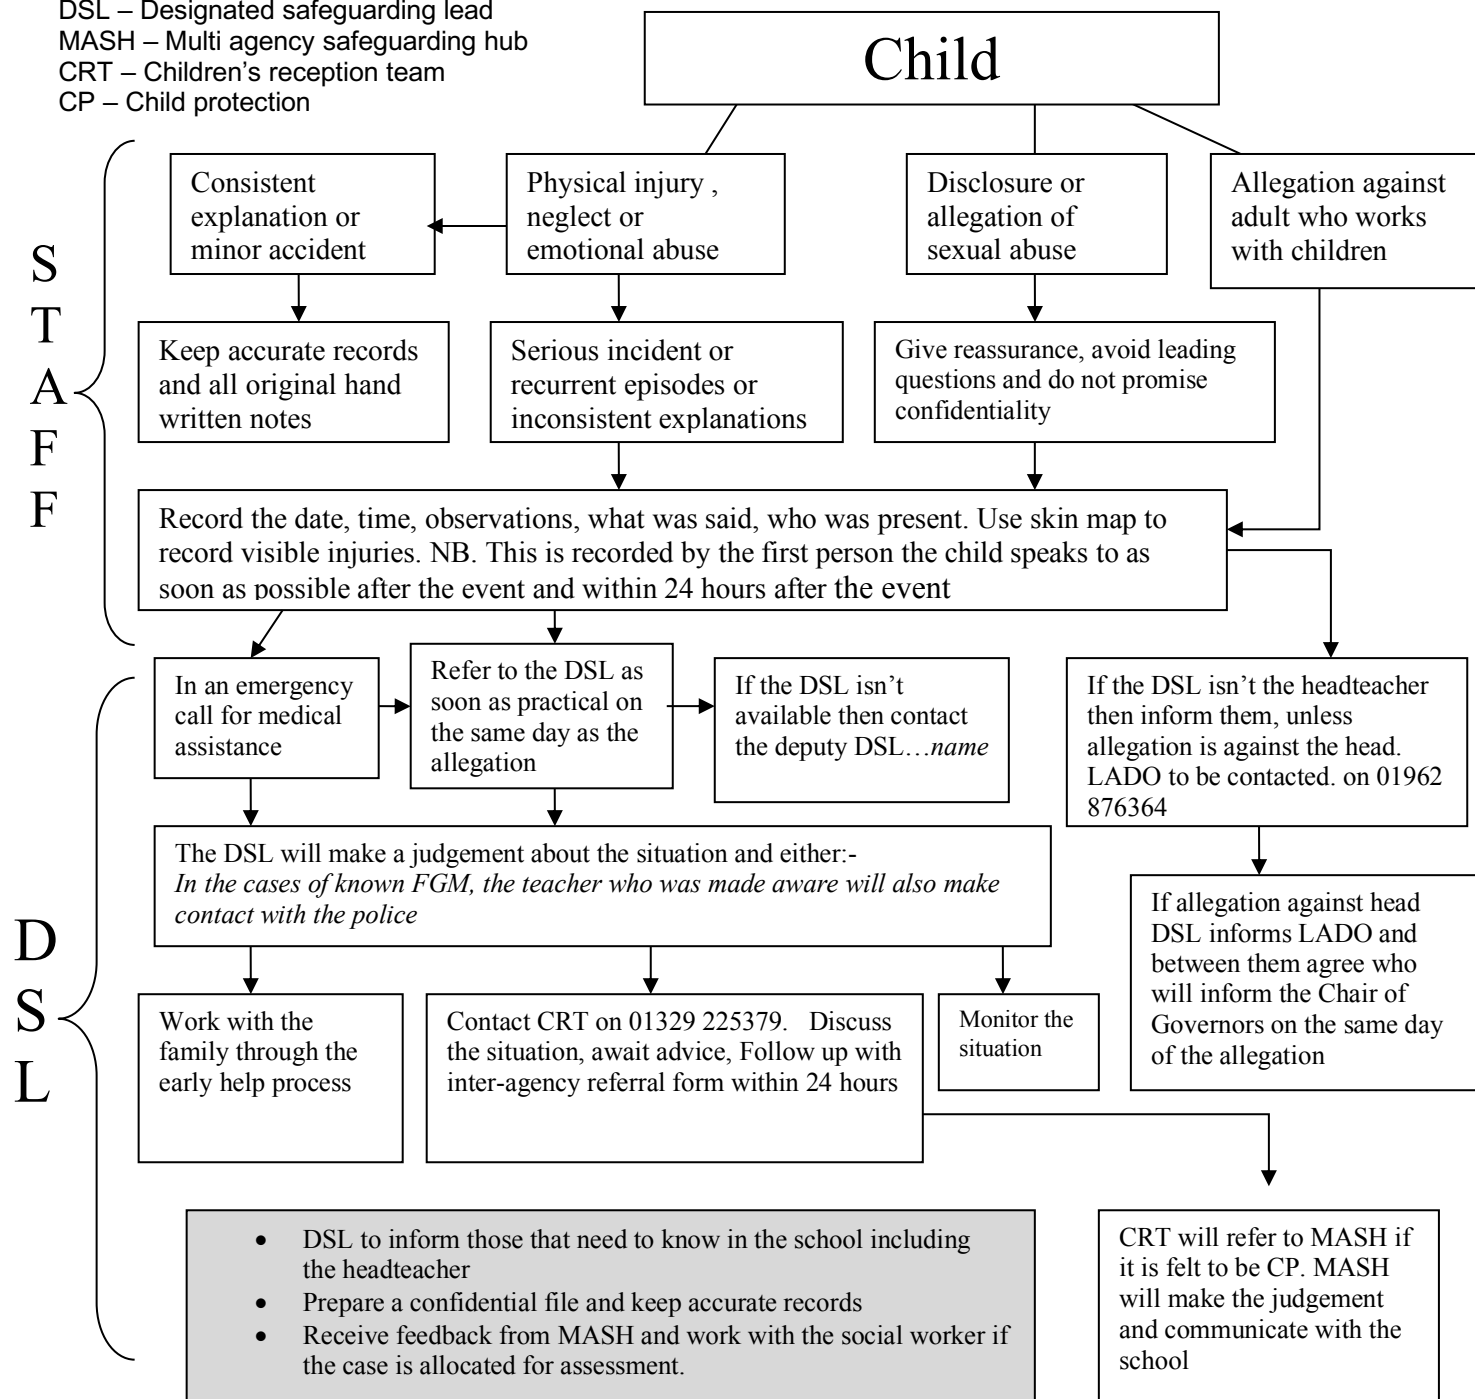 DSL – Designated safeguarding lead
MASH – Multi agency safeguarding hub
CRT – Children's reception team
CP – Child protection
Child
STAFF
Consistent
explanation or
minor accident
Physical injury ,
neglect or
emotional abuse
Disclosure or
allegation of
sexual abuse
Allegation against
adult who works
with children
Keep accurate records
and all original hand
written notes
Serious incident or
recurrent episodes or
inconsistent explanations
Give reassurance, avoid leading
questions and do not promise
confidentiality
Record the date, time, observations, what was said, who was present. Use skin map to
record visible injuries. NB. This is recorded by the first person the child speaks to as
soon as possible after the event and within 24 hours after the event
DSL
In an emergency
call for medical
assistance
Refer to the DSL as
soon as practical on
the same day as the
allegation
If the DSL isn't
available then contact
the deputy DSL…name
If the DSL isn't the headteacher
then inform them, unless
allegation is against the head.
LADO to be contacted. on 01962
876364
The DSL will make a judgement about the situation and either:-
In the cases of known FGM, the teacher who was made aware will also make
contact with the police
If allegation against head
DSL informs LADO and
between them agree who
will inform the Chair of
Governors on the same day
of the allegation
Work with the
family through the
early help process
Contact CRT on 01329 225379. Discuss
the situation, await advice, Follow up with
inter-agency referral form within 24 hours
Monitor the
situation
• DSL to inform those that need to know in the school including
the headteacher
• Prepare a confidential file and keep accurate records
• Receive feedback from MASH and work with the social worker if
the case is allocated for assessment.
CRT will refer to MASH if
it is felt to be CP. MASH
will make the judgement
and communicate with the
school